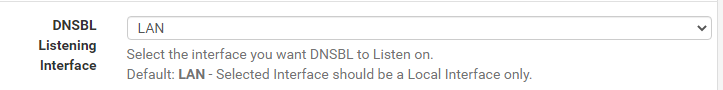 DNSBL
Listening
Interface
LAN
Select the interface you want DNSBL to Listen on.
Default: LAN - Selected Interface should be a Local Interface only.